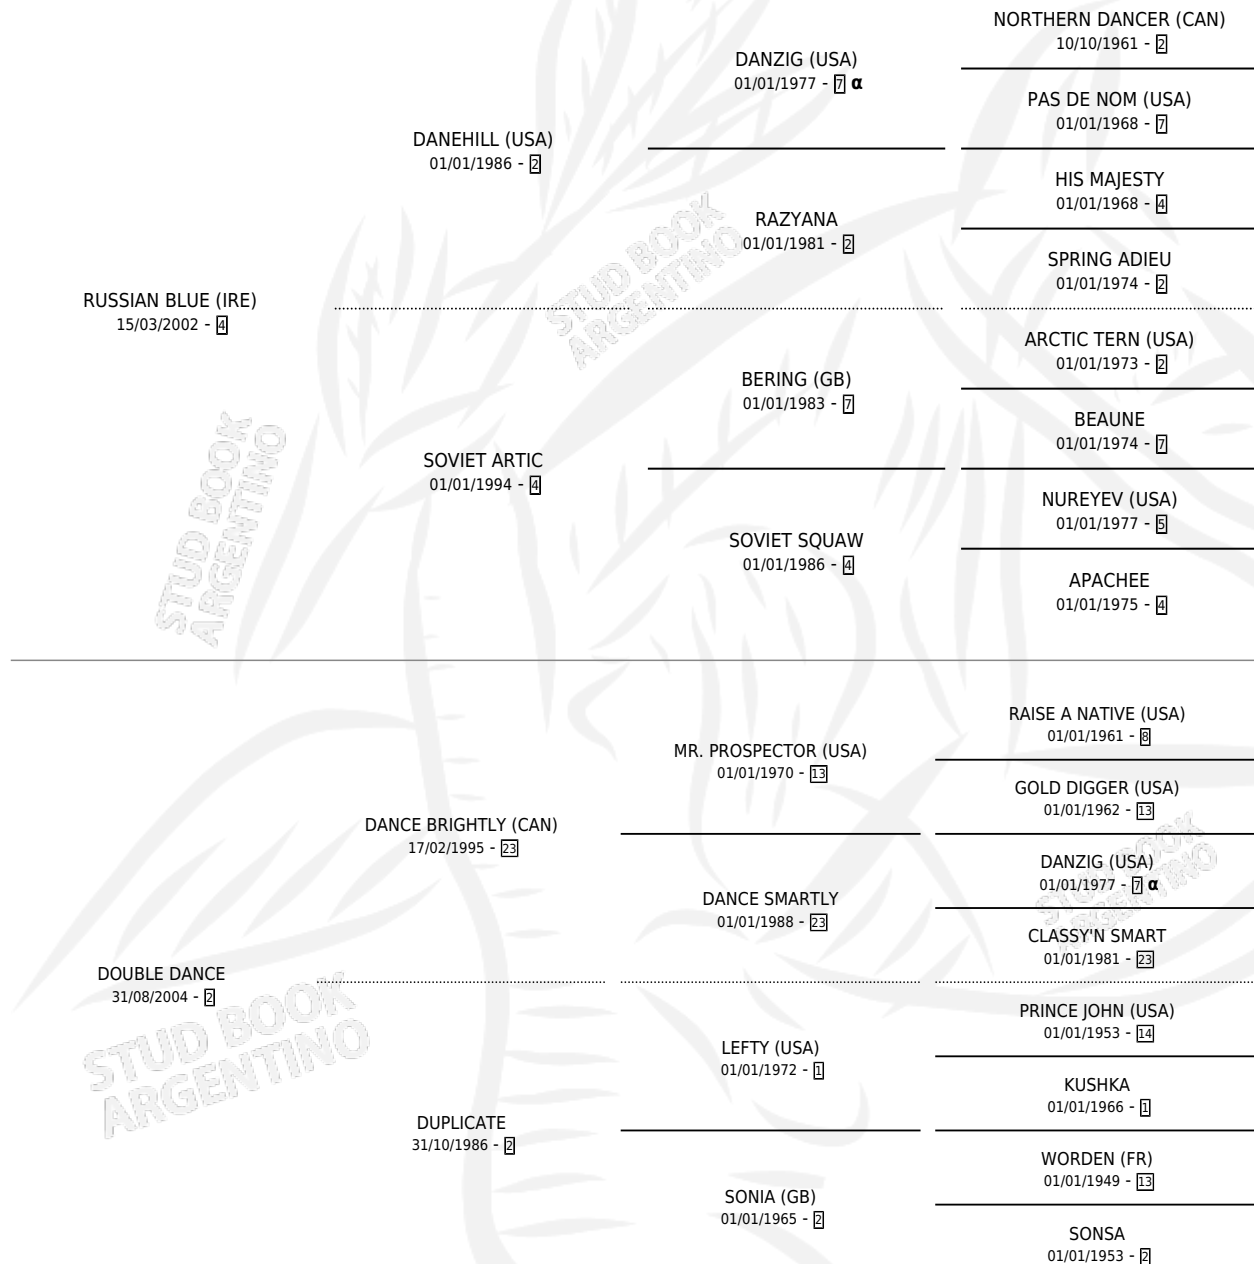 NORTHERN DANCER (CAN)
10/10/1961 - 2
DANZIG (USA)
01/01/1977 - 7 α
PAS DE NOM (USA)
01/01/1968 - 7
DANEHILL (USA)
01/01/1986 - 2
HIS MAJESTY
01/01/1968 - 4
RAZYANA
01/01/1981 - 2
SPRING ADIEU
01/01/1974 - 2
RUSSIAN BLUE (IRE)
15/03/2002 - 4
ARCTIC TERN (USA)
01/01/1973 - 2
BERING (GB)
01/01/1983 - 7
BEAUNE
01/01/1974 - 7
SOVIET ARTIC
01/01/1994 - 4
NUREYEV (USA)
01/01/1977 - 5
SOVIET SQUAW
01/01/1986 - 4
APACHEE
01/01/1975 - 4
RAISE A NATIVE (USA)
01/01/1961 - 8
MR. PROSPECTOR (USA)
01/01/1970 - 13
GOLD DIGGER (USA)
01/01/1962 - 13
DANCE BRIGHTLY (CAN)
17/02/1995 - 23
DANZIG (USA)
01/01/1977 - 7 α
DANCE SMARTLY
01/01/1988 - 23
CLASSY'N SMART
01/01/1981 - 23
DOUBLE DANCE
31/08/2004 - 2
PRINCE JOHN (USA)
01/01/1953 - 14
LEFTY (USA)
01/01/1972 - 1
KUSHKA
01/01/1966 - 1
DUPLICATE
31/10/1986 - 2
WORDEN (FR)
01/01/1949 - 13
SONIA (GB)
01/01/1965 - 2
SONSA
01/01/1953 - 2
STUD BOOK
ARGENTINO
STUD BOOK
ARGENTINO
STUD BOOK
ARGENTINO
STUD BOOK
ARGENTINO